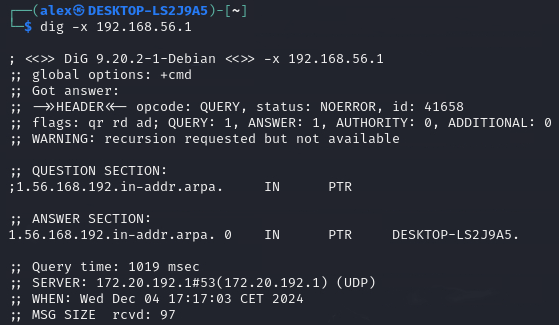 ┌──(alex㉿DESKTOP-LS2J9A5)-[~]
└─$ dig -x 192.168.56.1
; <<>> DiG 9.20.2-1-Debian <<>> -x 192.168.56.1
;; global options: +cmd
;; Got answer:
;; ->>HEADER<<- opcode: QUERY, status: NOERROR, id: 41658
;; flags: qr rd ad; QUERY: 1, ANSWER: 1, AUTHORITY: 0, ADDITIONAL: 0
;; WARNING: recursion requested but not available
;; QUESTION SECTION:
;1.56.168.192.in-addr.arpa. IN PTR
;; ANSWER SECTION:
1.56.168.192.in-addr.arpa. 0 IN PTR DESKTOP-LS2J9A5.
;; Query time: 1019 msec
;; SERVER: 172.20.192.1#53(172.20.192.1) (UDP)
;; WHEN: Wed Dec 04 17:17:03 CET 2024
;; MSG SIZE rcvd: 97